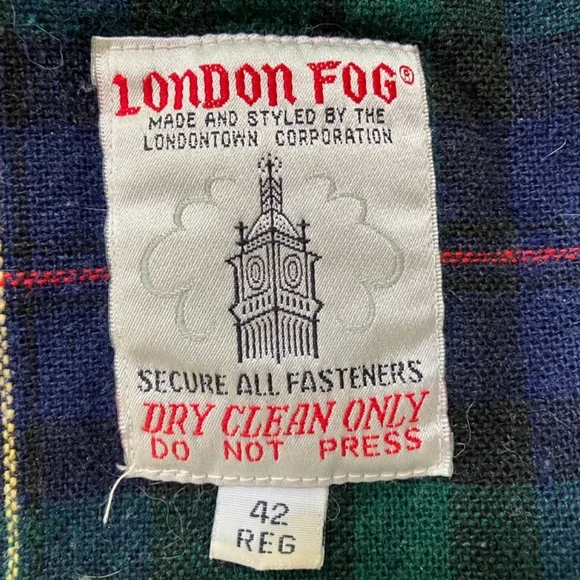 LONDON FOG®
MADE AND STYLED BY THE
LONDONTOWN CORPORATION
SECURE ALL FASTENERS
DRY CLEAN ONLY
DO NOT PRESS
42
REG